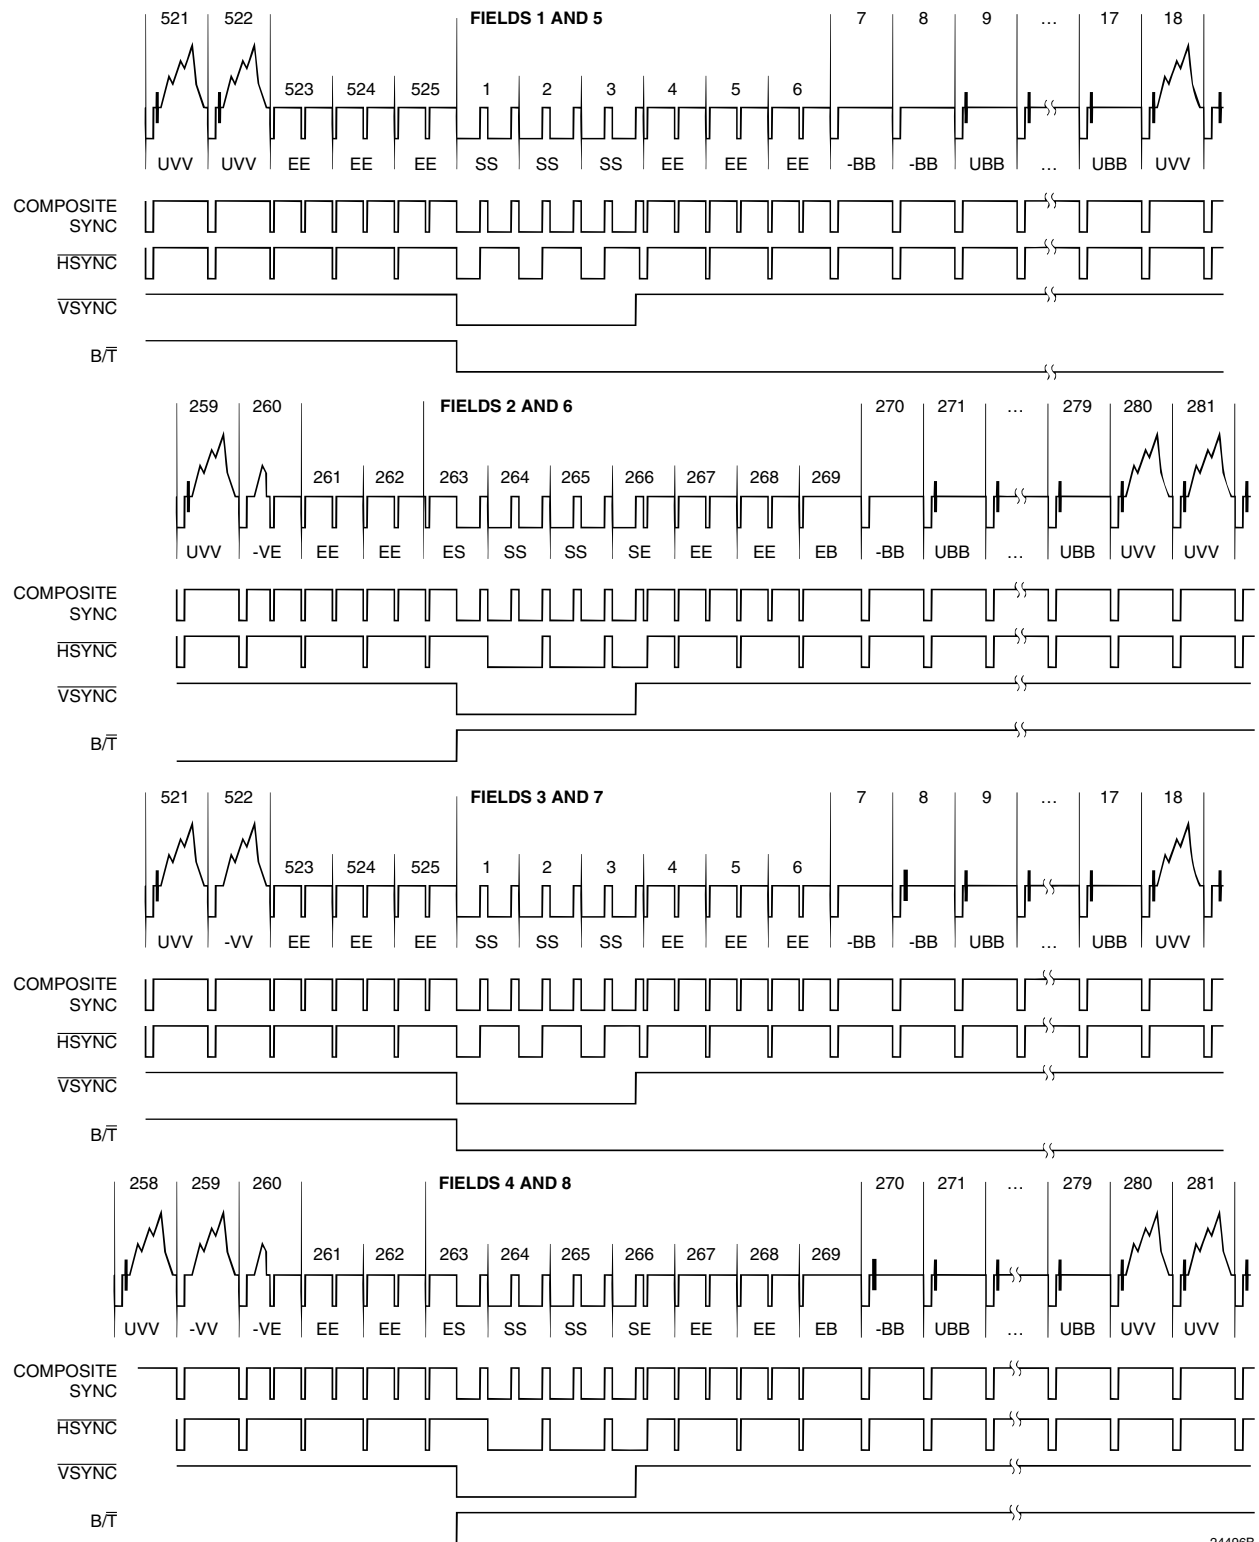 521 522 FIELDS 1 AND 5 7 8 9 ... 17 18
523 524 525 1 2 3 4 5 6
UVV UVV EE EE EE SS SS SS EE EE EE -BB -BB UBB ... UBB UVV
COMPOSITE
SYNC
HSYNC
VSYNC
B/T
259 260 FIELDS 2 AND 6 270 271 ... 279 280 281
261 262 263 264 265 266 267 268 269
UVV -VE EE EE ES SS SS SE EE EE EB -BB UBB ... UBB UVV UVV
COMPOSITE
SYNC
HSYNC
VSYNC
B/T
521 522 FIELDS 3 AND 7 7 8 9 ... 17 18
523 524 525 1 2 3 4 5 6
UVV -VV EE EE EE SS SS SS EE EE EE -BB -BB UBB ... UBB UVV
COMPOSITE
SYNC
HSYNC
VSYNC
B/T
258 259 260 FIELDS 4 AND 8 270 271 ... 279 280 281
261 262 263 264 265 266 267 268 269
UVV -VV -VE EE EE ES SS SS SE EE EE EB -BB UBB ... UBB UVV UVV
COMPOSITE
SYNC
HSYNC
VSYNC
B/T